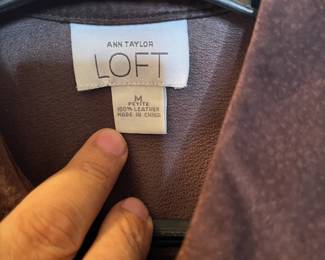 ANN TAYLOR
LOFT
M
PETITE
100% LEATHER
MADE IN CHINA